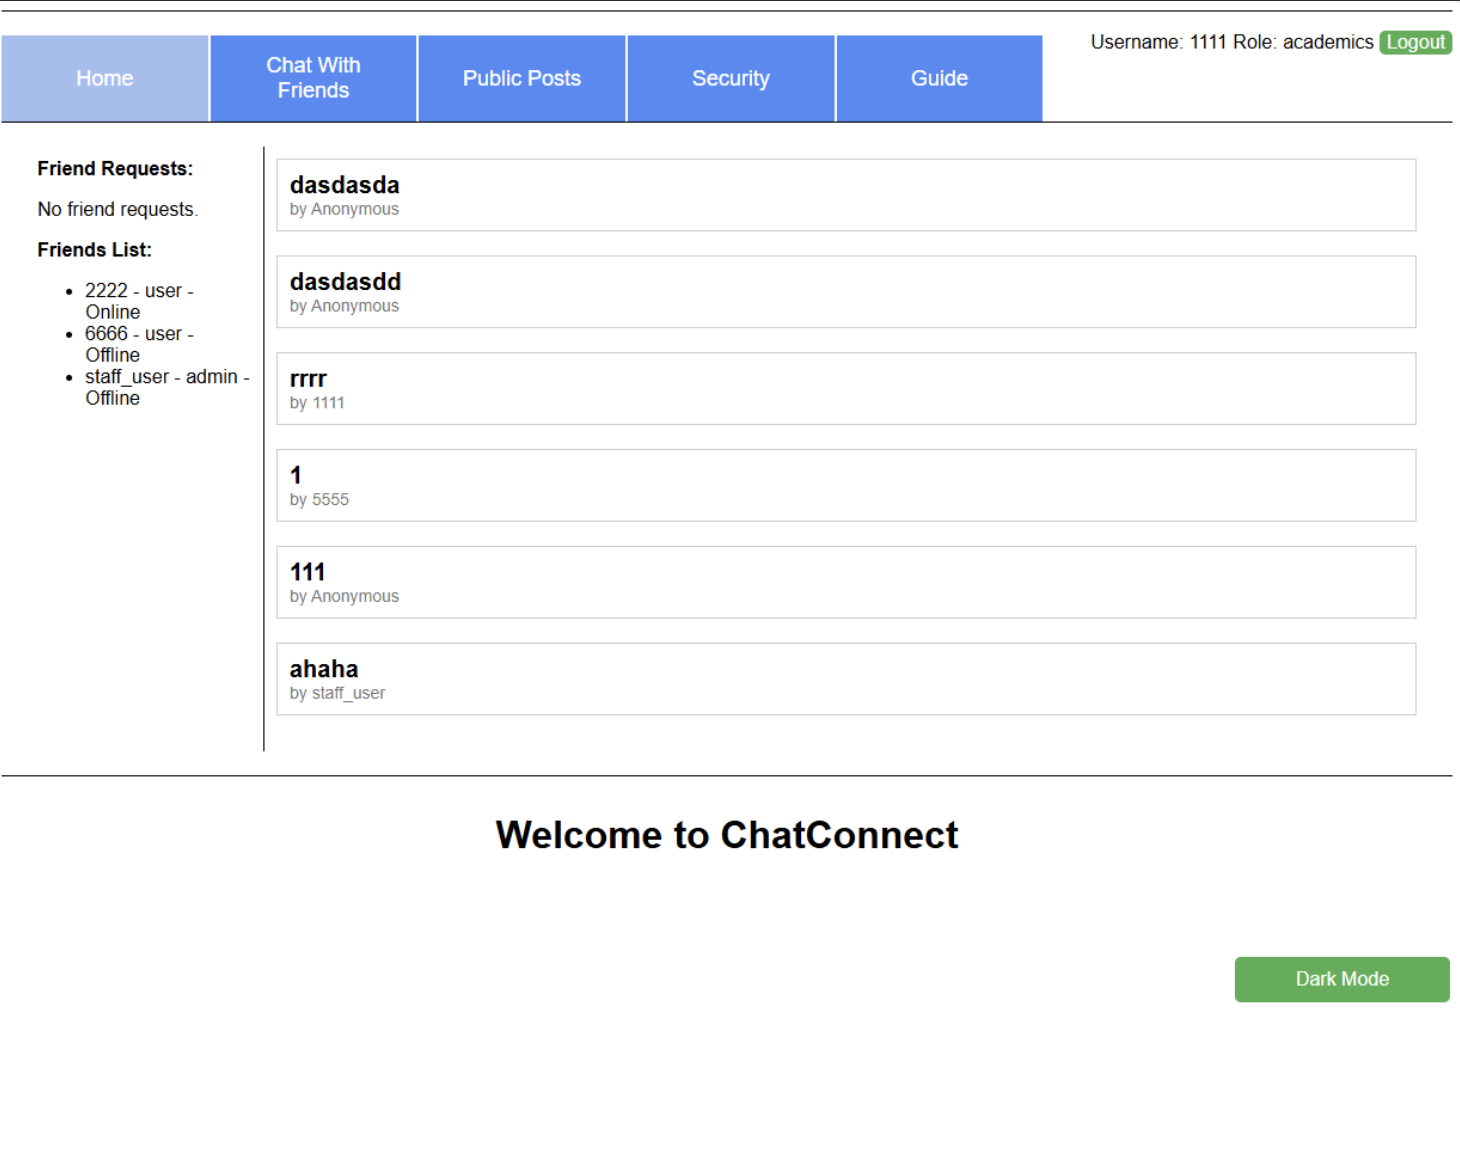 Home
Chat With
Friends
Public Posts
Security
Guide
Username: 1111 Role: academics Logout
Friend Requests:
No friend requests.
Friends List:
2222 - user -
Online
6666 - user -
Offline
staff_user - admin -
Offline
dasdasda
by Anonymous
dasdasdd
by Anonymous
rrrr
by 1111
1
by 5555
111
by Anonymous
ahaha
by staff_user
Welcome to ChatConnect
Dark Mode